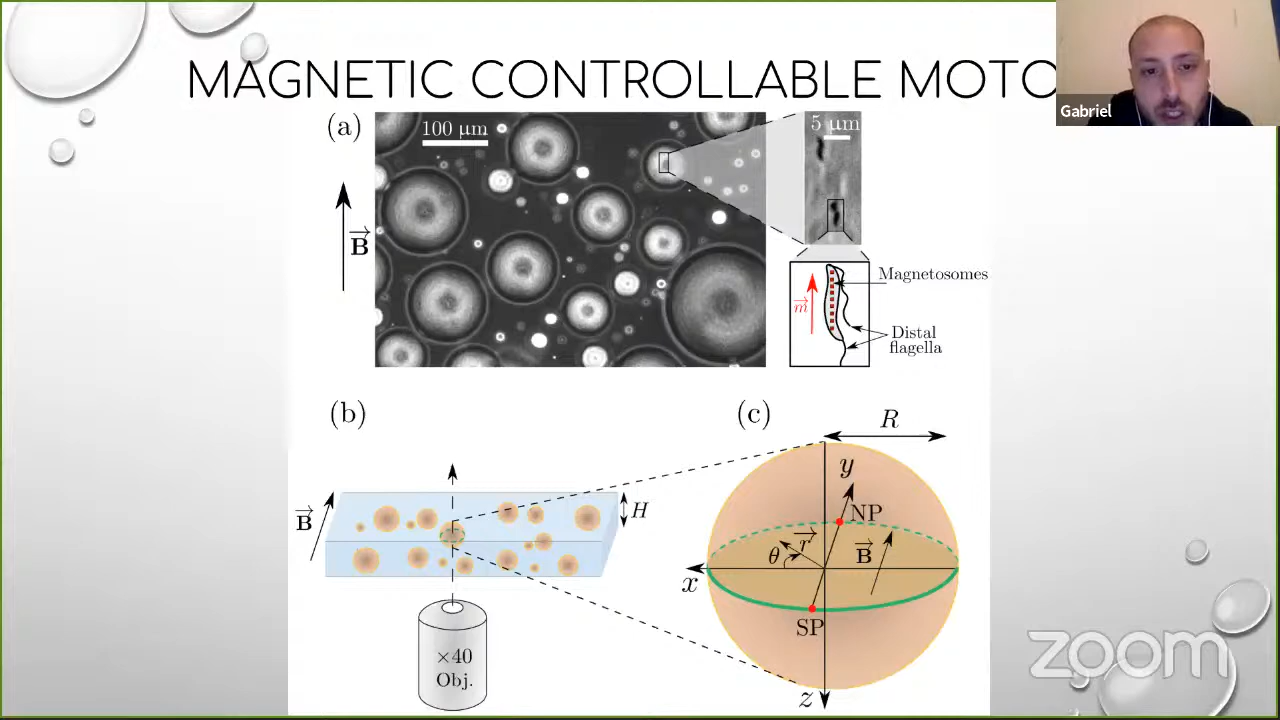 MAGNETIC CONTROLLABLE MOTO
Gabriel
(a)
100 μm
5 μm
B
Magnetosomes
m
Distal
flagella
(b)
(c)
R
y
B
H
NP
r
B
θ
x
SP
×40
Obj.
z
zoom